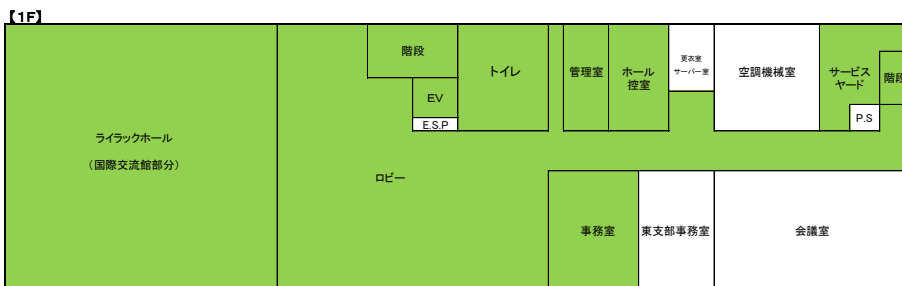 【1F】
階段
トイレ
管理室
ホール
控室
更衣室
サーバー室
空調機械室
サービス
ヤード
階段
EV
E.S.P
P.S
ライラックホール
（国際交流館部分）
ロビー
事務室
東支部事務室
会議室